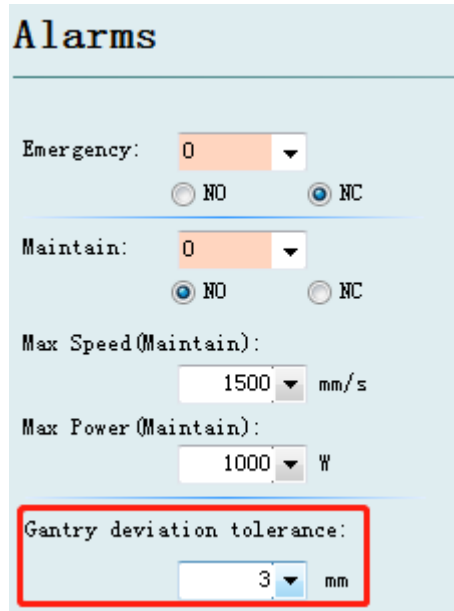 Alarms
Emergency: 0
NO NC
Maintain: 0
NO NC
Max Speed(Maintain):
1500 mm/s
Max Power(Maintain):
1000 W
Gantry deviation tolerance:
3 mm